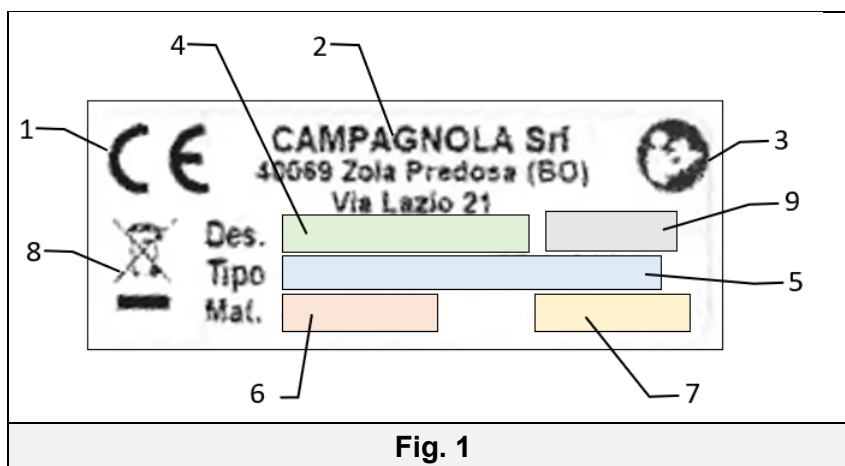 4
2
1
CE
CAMPAGNOLA Srl
3
40069 Zola Predosa (BO)
Via Lazio 21
9
8
Des.
Tipo
5
Mat.
6
7
Fig. 1